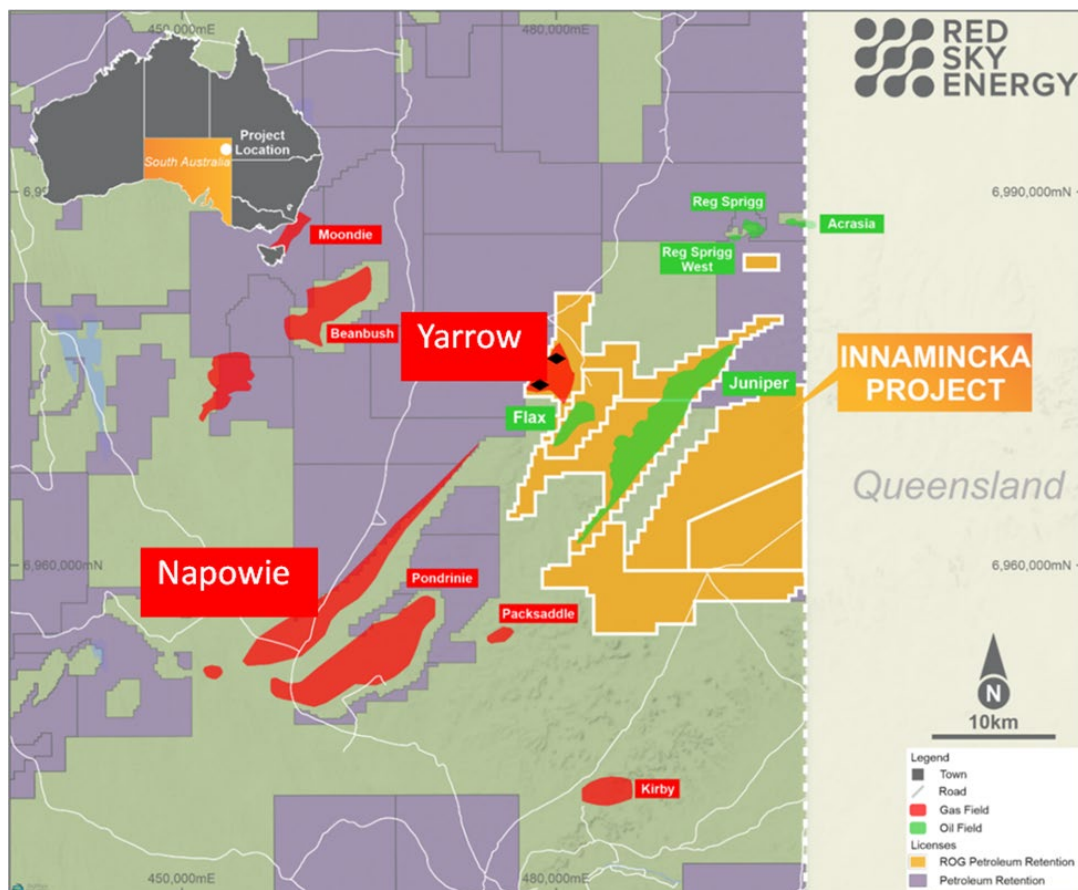 450,000mE
480,000mE
RED
SKY
ENERGY
Project
Location
South Australia
6,990,000mN
Reg Sprigg
Acrasia
Moondie
Reg Sprigg
West
Beanbush
Yarrow
INNAMINCKA
PROJECT
Juniper
Flax
Queensland
Napowie
6,960,000mN
6,960,000mN
Pondrinie
Packsaddle
N
10km
Kirby
Legend
Town
Road
Gas Field
Oil Field
Licenses
ROG Petroleum Retention
Petroleum Retention
450,000mE
480,000mE